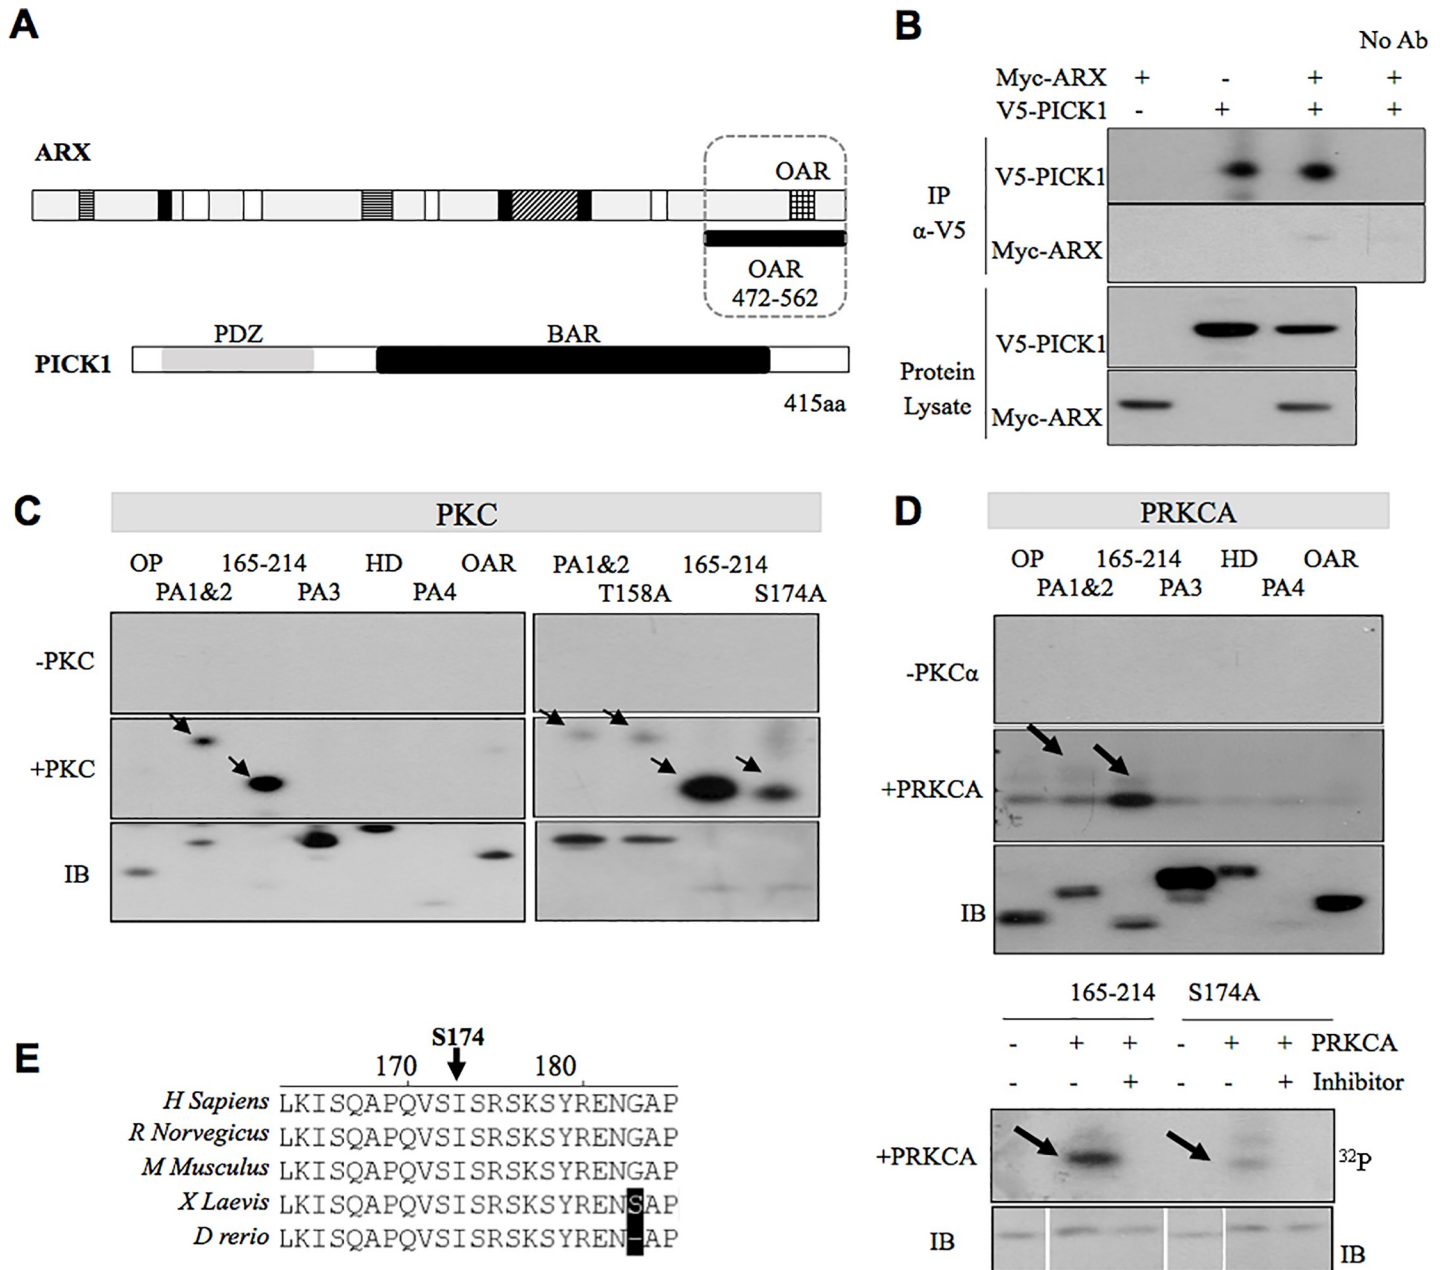 A
ARX
OAR
OAR
472-562
PDZ
BAR
PICK1
415aa
B
No Ab
Myc-ARX + - + +
V5-PICK1 - + + +
IP
α-V5
V5-PICK1
Myc-ARX
Protein
Lysate
V5-PICK1
Myc-ARX
C
PKC
OP 165-214 HD OAR PA1&2 165-214
PA1&2 PA3 PA4 T158A S174A
-PKC
+PKC
IB
D
PRKCA
OP 165-214 HD OAR
PA1&2 PA3 PA4
-PKCα
+PRKCA
IB
165-214 S174A
- + + - + + PRKCA
- - + - - + Inhibitor
+PRKCA
32P
IB
IB
E
S174
170 180
H Sapiens LKISQAPQVSISRSKSYRENGAP
R Norvegicus LKISQAPQVSISRSKSYRENGAP
M Musculus LKISQAPQVSISRSKSYRENGAP
X Laevis LKISQAPQVSISRSKSYRENSAP
D rerio LKISQAPQVSISRSKSYREN-AP